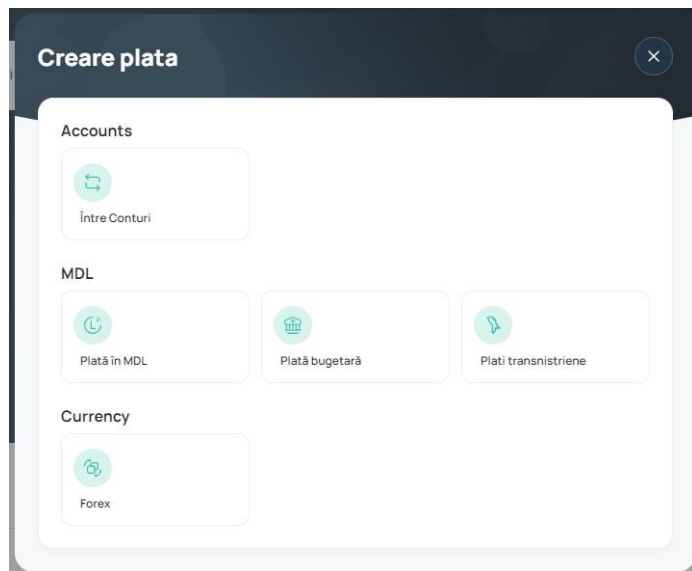 Creare plata
Accounts
Între Conturi
MDL
Plată în MDL
Plată bugetară
Plati transnistriene
Currency
Forex